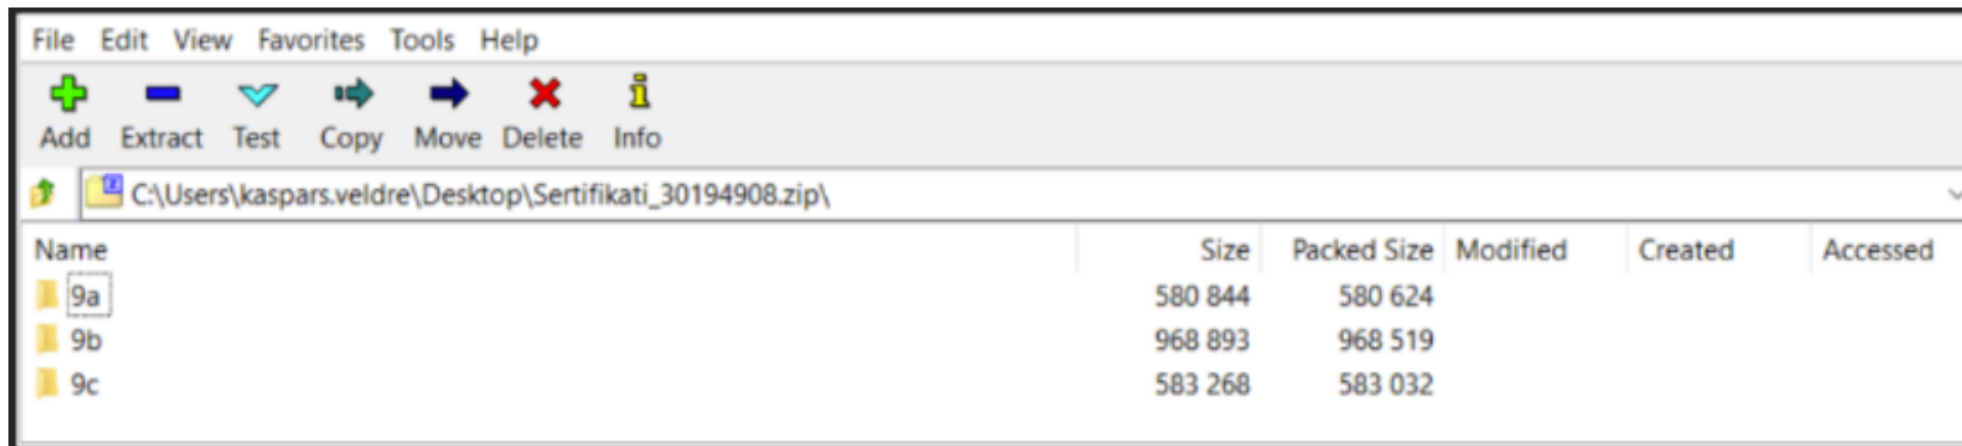 File Edit View Favorites Tools Help
Add Extract Test Copy Move Delete Info
C:\Users\kaspars.veldre\Desktop\Sertifikati_30194908.zip\
Name Size Packed Size Modified Created Accessed
9a 580 844 580 624
9b 968 893 968 519
9c 583 268 583 032